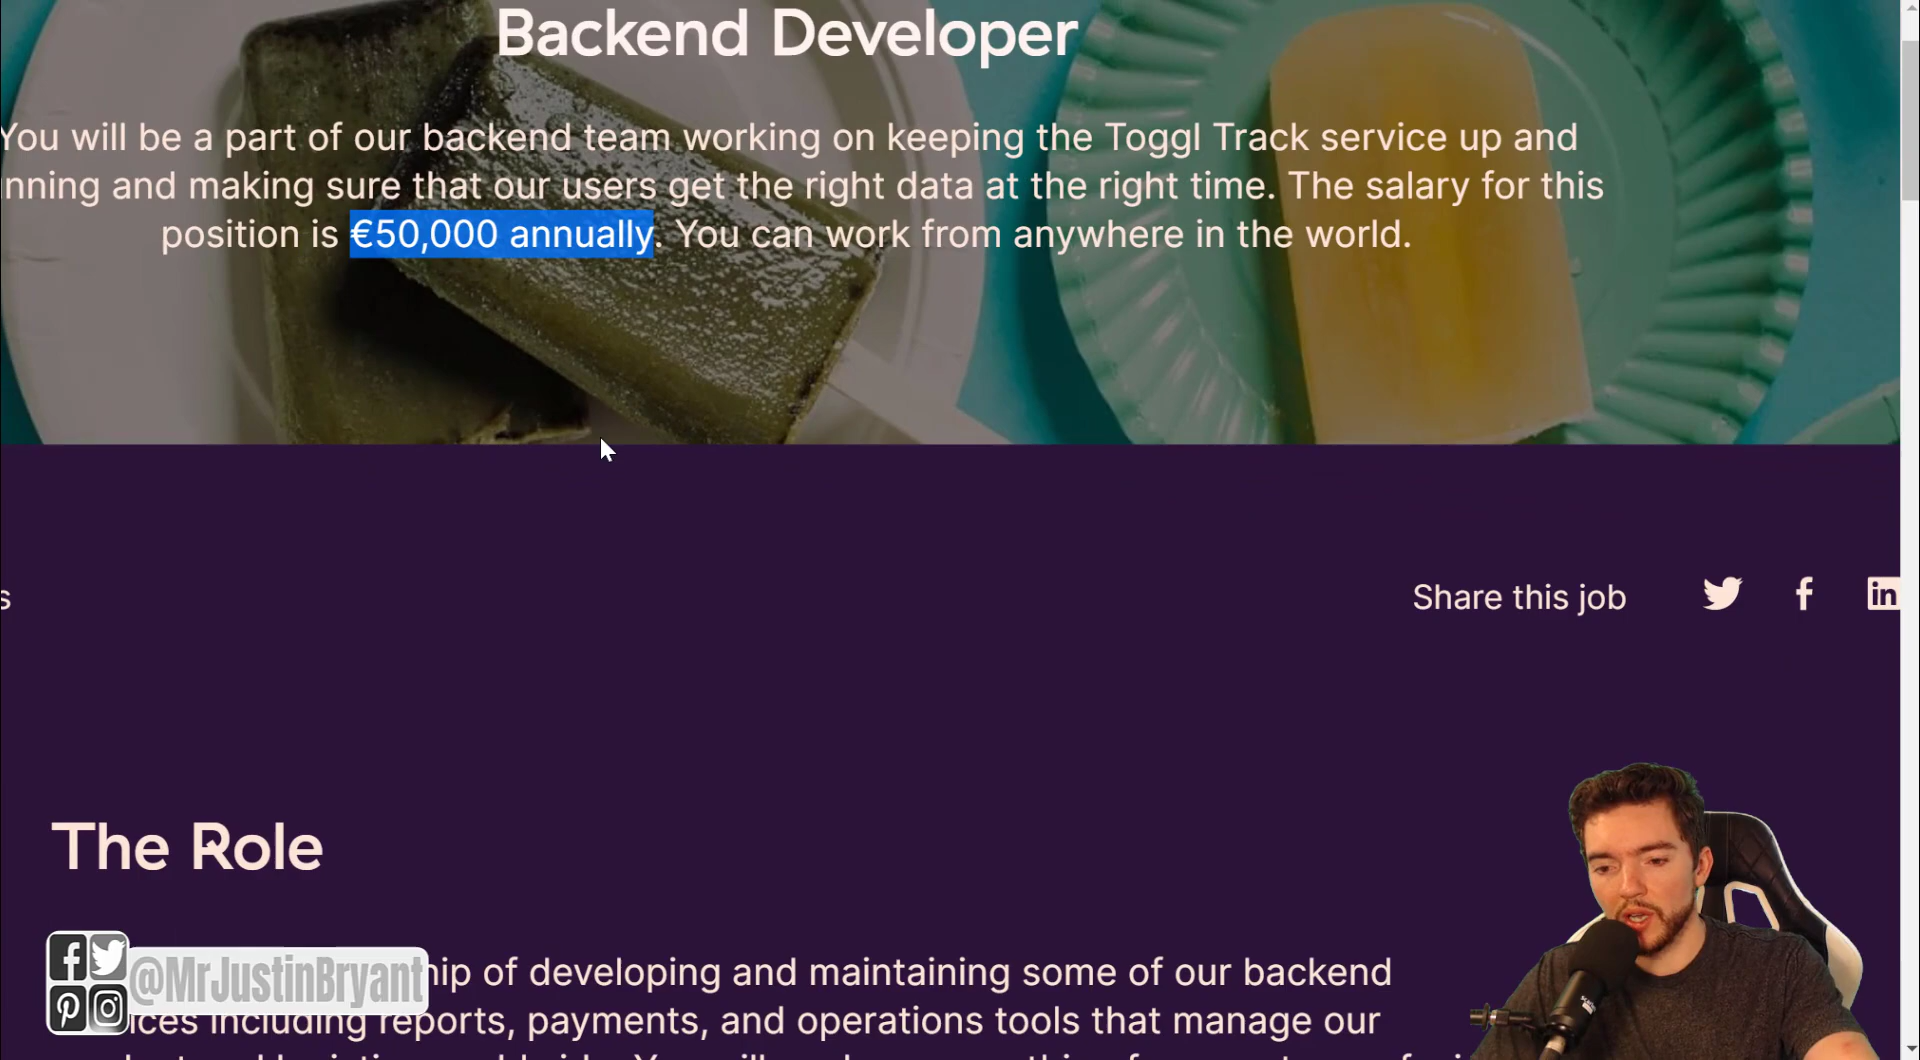 Backend Developer
You will be a part of our backend team working on keeping the Toggl Track service up and
nning and making sure that our users get the right data at the right time. The salary for this
position is €50,000 annually. You can work from anywhere in the world.
s
Share this job
The Role
hip of developing and maintaining some of our backend
@MrJustinBryant
ices including reports, payments, and operations tools that manage our